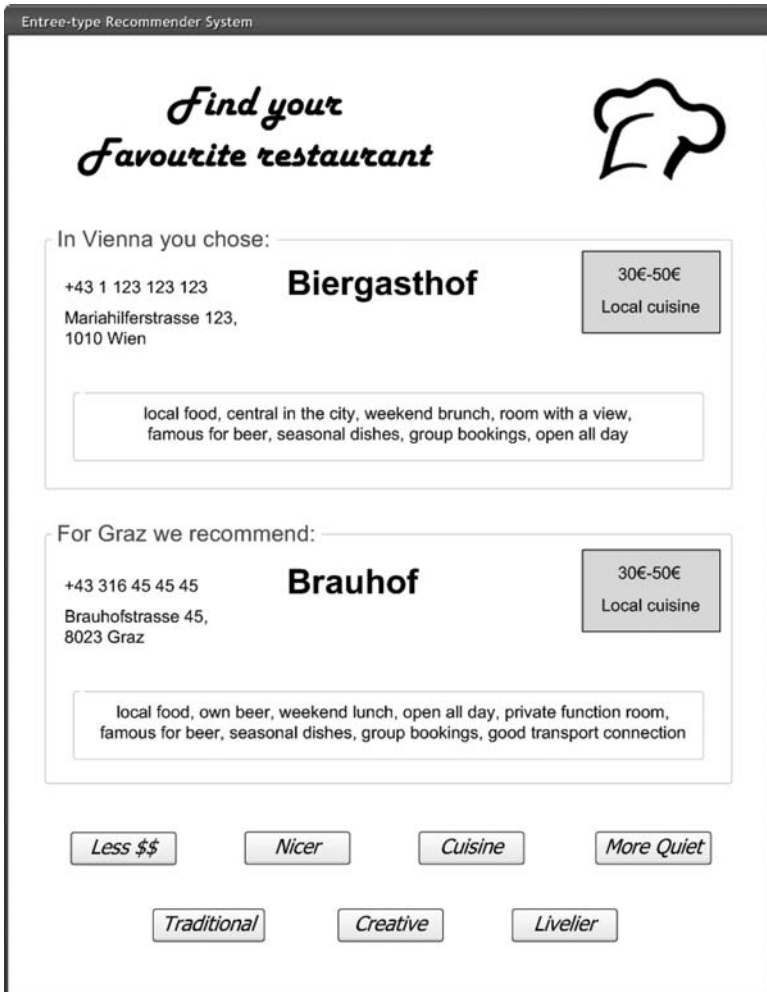 Entree-type Recommender System
Find your
Favourite restaurant
In Vienna you chose:
+43 1 123 123 123
Mariahilferstrasse 123,
1010 Wien
Biergasthof
30€-50€
Local cuisine
local food, central in the city, weekend brunch, room with a view,
famous for beer, seasonal dishes, group bookings, open all day
For Graz we recommend:
+43 316 45 45 45
Brauhofstrasse 45,
8023 Graz
Brauhof
30€-50€
Local cuisine
local food, own beer, weekend lunch, open all day, private function room,
famous for beer, seasonal dishes, group bookings, good transport connection
Less $$
Nicer
Cuisine
More Quiet
Traditional
Creative
Livelier